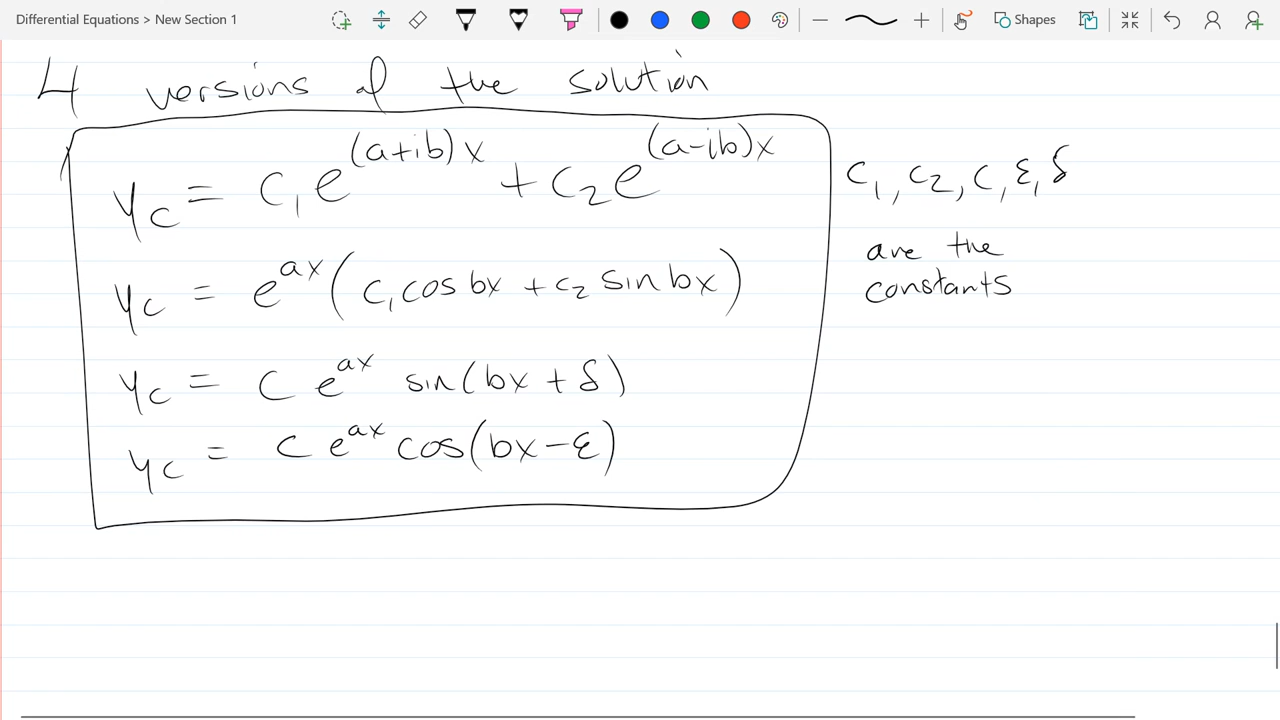 Differential Equations > New Section 1
Shapes
4 versions of the solution
y_c = c_1 e^{(a+ib)x} + c_2 e^{(a-ib)x}
c_1, c_2, c, ε, δ
are the
constants
y_c = e^{ax} (c_1 cos bx + c_2 sin bx)
y_c = c e^{ax} sin(bx + δ)
y_c = c e^{ax} cos(bx − ε)